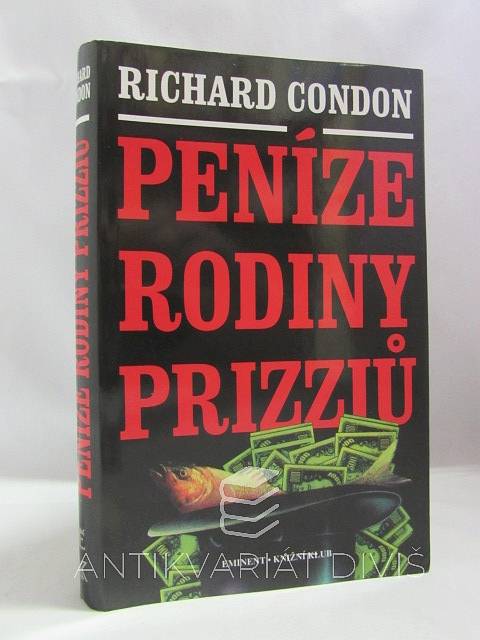 RICHARD CONDON
PENÍZE
RODINY
PRIZZIŮ
EMINENT • KNIŽNÍ KLUB
PENÍZE RODINY PRIZZIŮ
ANTIKVARIÁT DIVIŠ